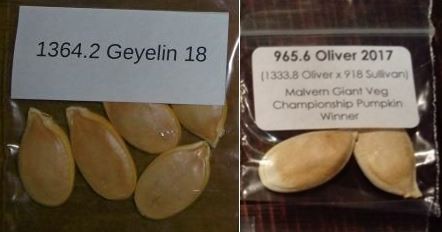 1364.2 Geyelin 18
965.6 Oliver 2017
(1333.8 Oliver x 918 Sullivan)
Malvern Giant Veg
Championship Pumpkin
Winner